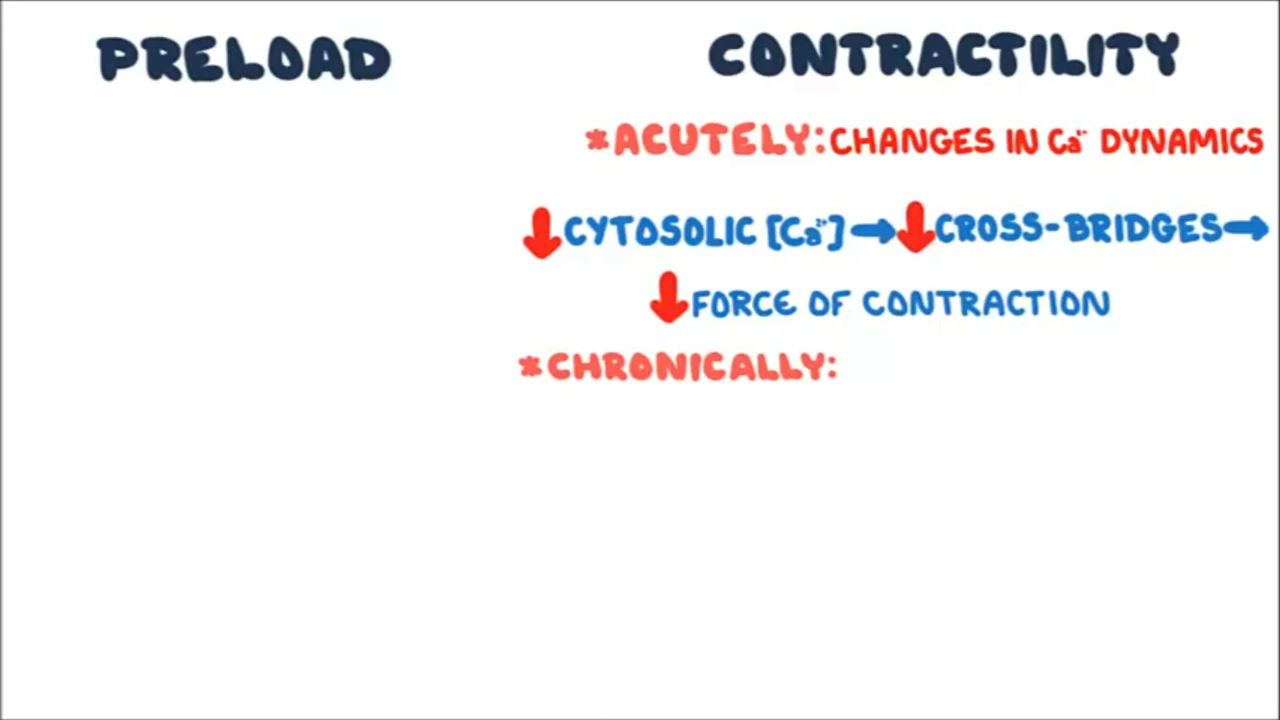 PRELOAD
CONTRACTILITY
*ACUTELY: CHANGES IN Ca²⁺ DYNAMICS
↓ CYTOSOLIC [Ca²⁺] → ↓ CROSS-BRIDGES →
↓ FORCE OF CONTRACTION
*CHRONICALLY: